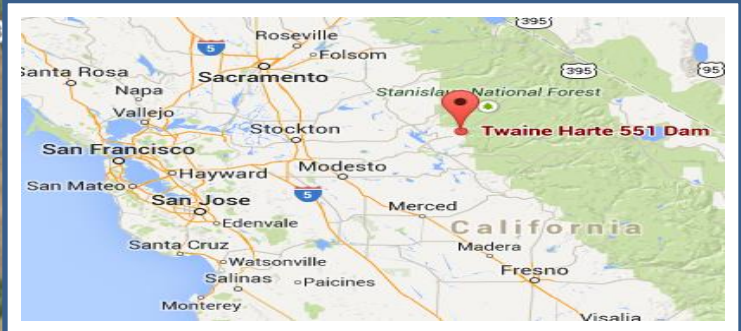 395
Roseville
5
Folsom
Santa Rosa
Sacramento
395
95
Napa
Stanislaus National Forest
Vallejo
Stockton
Twaine Harte 551 Dam
San Francisco
Hayward
Modesto
San Mateo
5
San Jose
Merced
Edenvale
California
Santa Cruz
Madera
Watsonville
Fresno
Salinas
Paicines
Monterey
Visalia